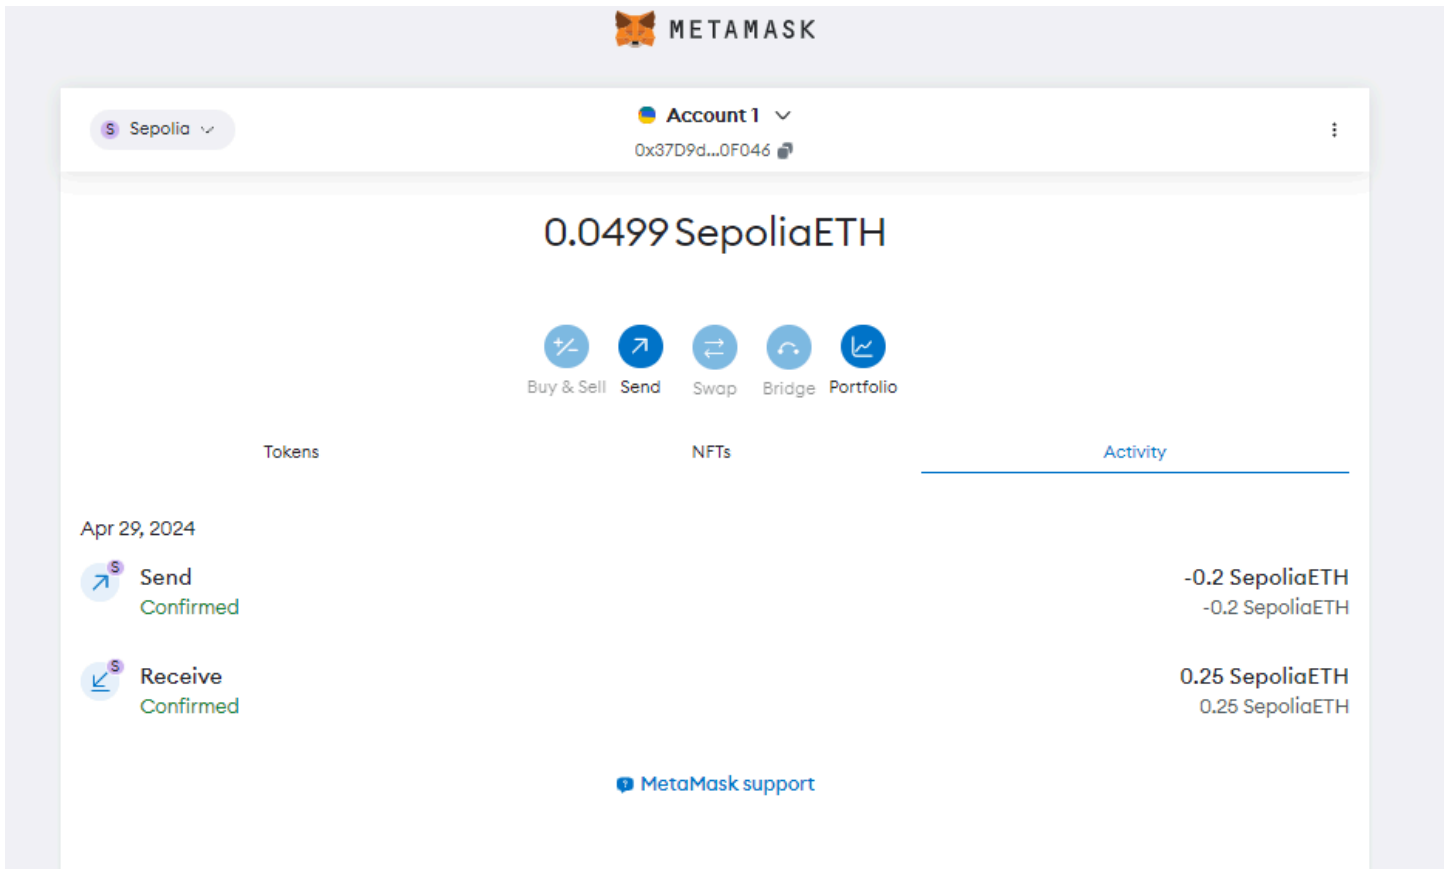 METAMASK
S Sepolia
Account 1
0x37D9d...0F046
0.0499 SepoliaETH
Buy & Sell Send Swap Bridge Portfolio
Tokens NFTs Activity
Apr 29, 2024
S
Send -0.2 SepoliaETH
Confirmed -0.2 SepoliaETH
S
Receive 0.25 SepoliaETH
Confirmed 0.25 SepoliaETH
MetaMask support